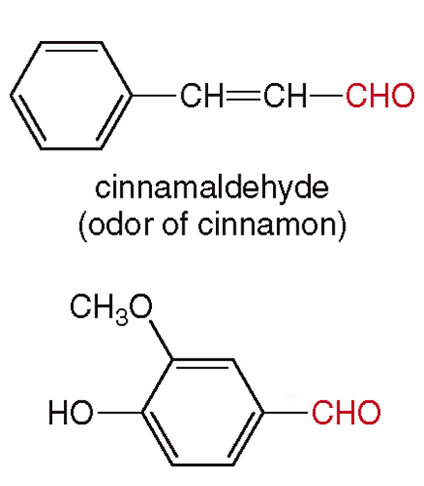 CH=CH—CHO
cinnamaldehyde
(odor of cinnamon)
CH₃O
HO CHO